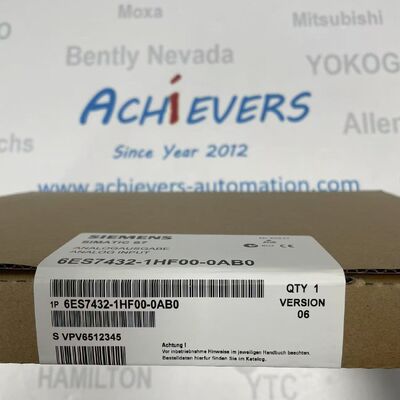 Moxa
Mitsubishi
Bently Nevada
YOKOG
ACHiEVERS
Allen
chs
Since Year 2012
www.achievers-automation.com
SIEMENS
SIMATIC S7
ANALOGAUSGABE
ANALOG INPUT
6ES7432-1HF00-0AB0
1P 6ES7432-1HF00-0AB0
QTY 1
VERSION
06
S VPV6512345
Achtung !
Vor Inbetriebnahme Hinweise im jeweiligen Handbuch beachten.
Bestelldaten hierfür finden Sie im Katalog.
HAMILTON
YTC